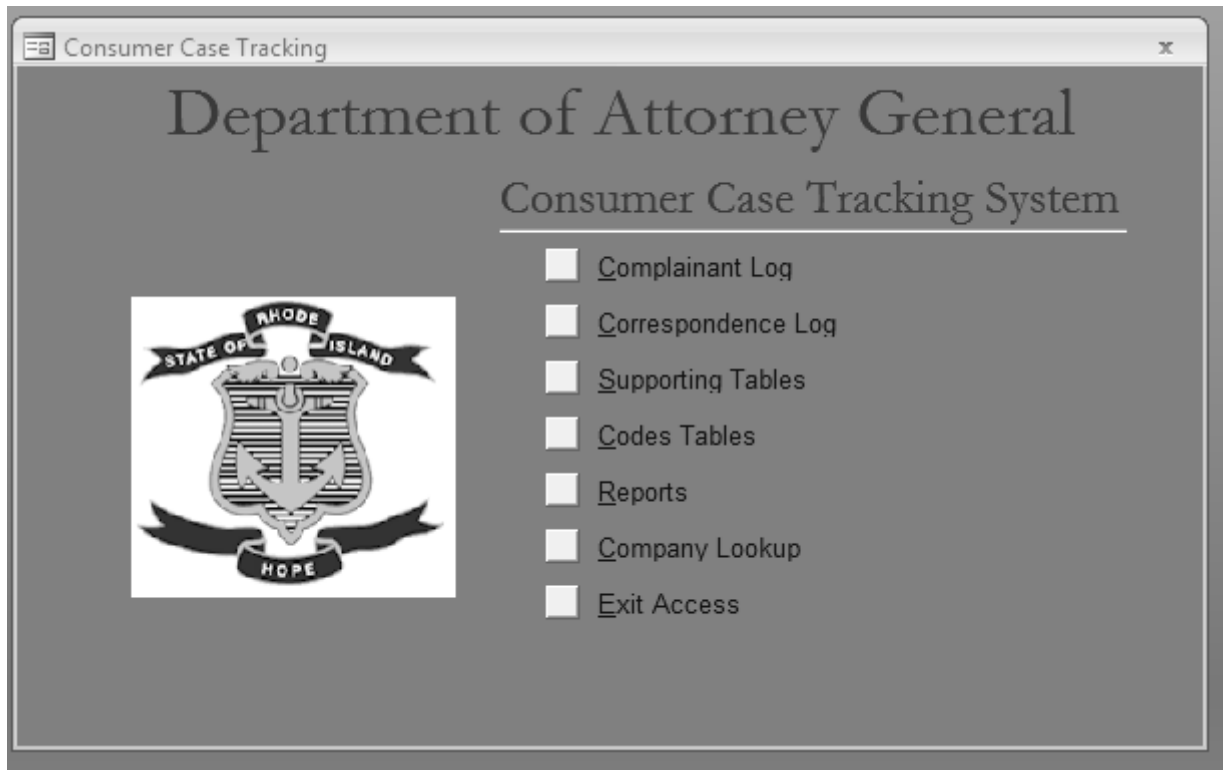 Consumer Case Tracking
x
Department of Attorney General
Consumer Case Tracking System
Complainant Log
Correspondence Log
Supporting Tables
Codes Tables
Reports
Company Lookup
Exit Access
RHODE
STATE OF ISLAND
HOPE